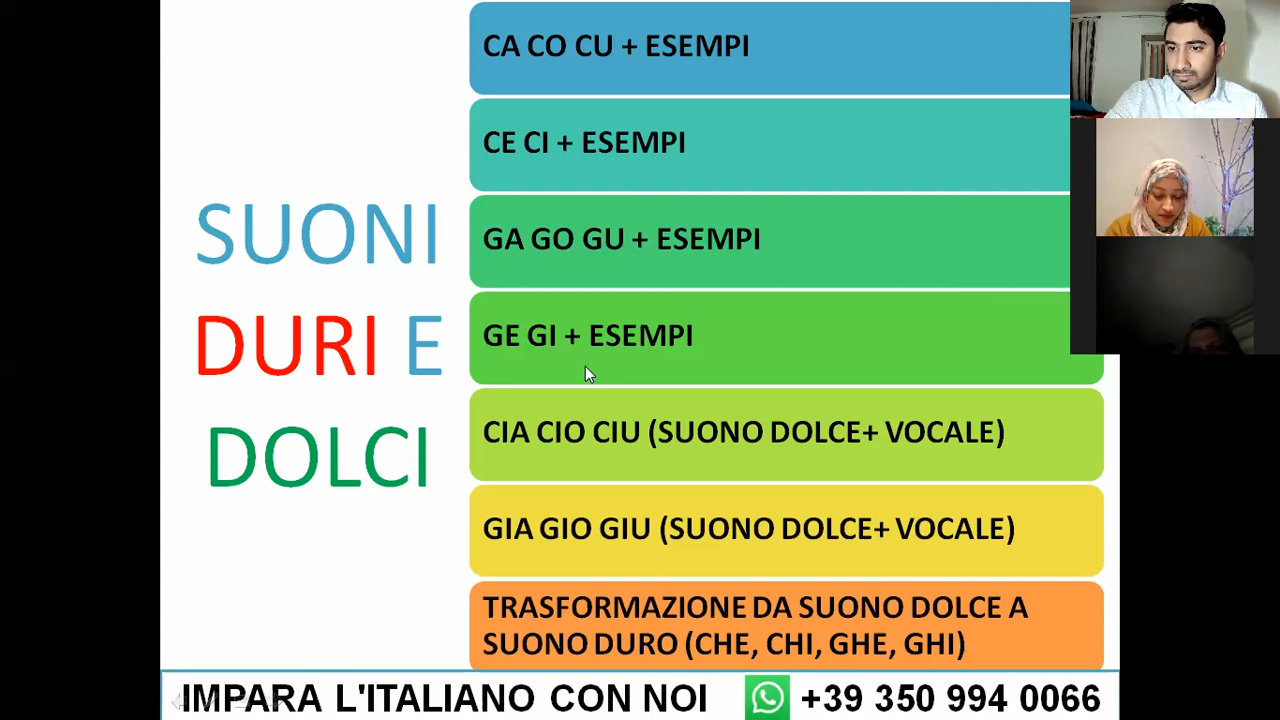 SUONI
DURI E
DOLCI
CA CO CU + ESEMPI
CE CI + ESEMPI
GA GO GU + ESEMPI
GE GI + ESEMPI
CIA CIO CIU (SUONO DOLCE+ VOCALE)
GIA GIO GIU (SUONO DOLCE+ VOCALE)
TRASFORMAZIONE DA SUONO DOLCE A
SUONO DURO (CHE, CHI, GHE, GHI)
IMPARA L'ITALIANO CON NOI
+39 350 994 0066